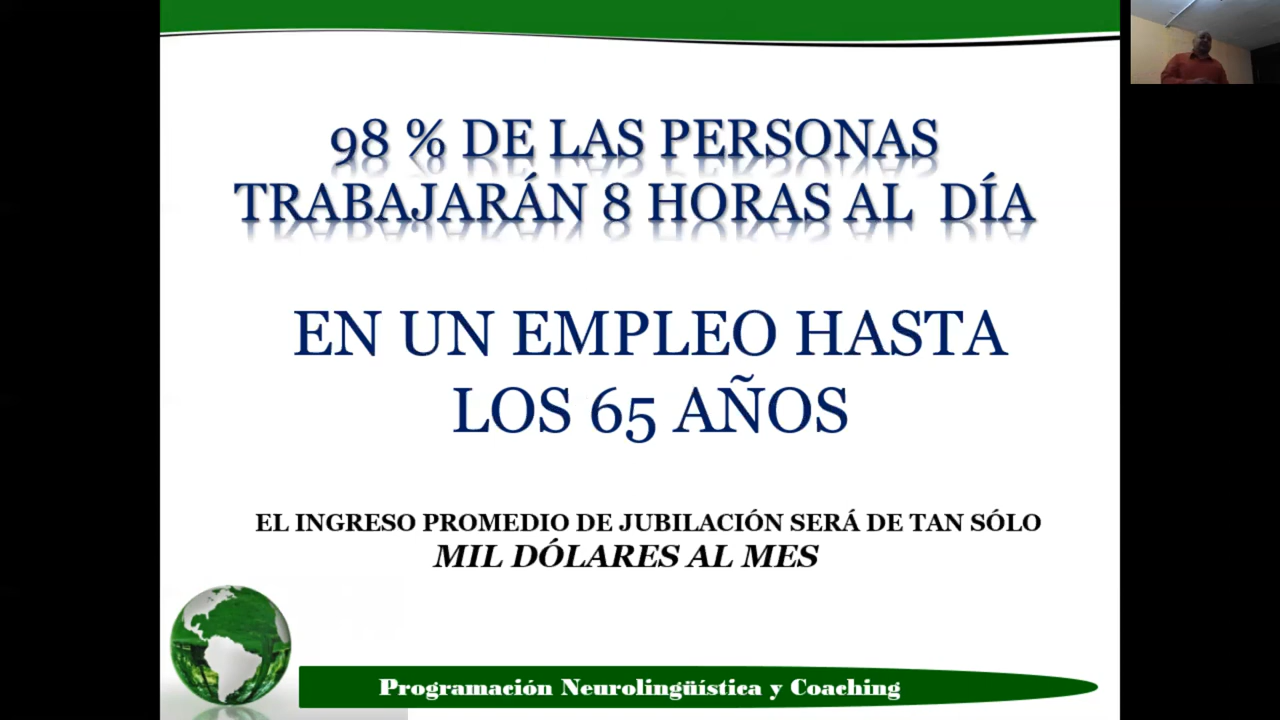 98 % DE LAS PERSONAS
TRABAJARÁN 8 HORAS AL DÍA
EN UN EMPLEO HASTA
LOS 65 AÑOS
EL INGRESO PROMEDIO DE JUBILACIÓN SERÁ DE TAN SÓLO
MIL DÓLARES AL MES
Programación Neurolingüística y Coaching